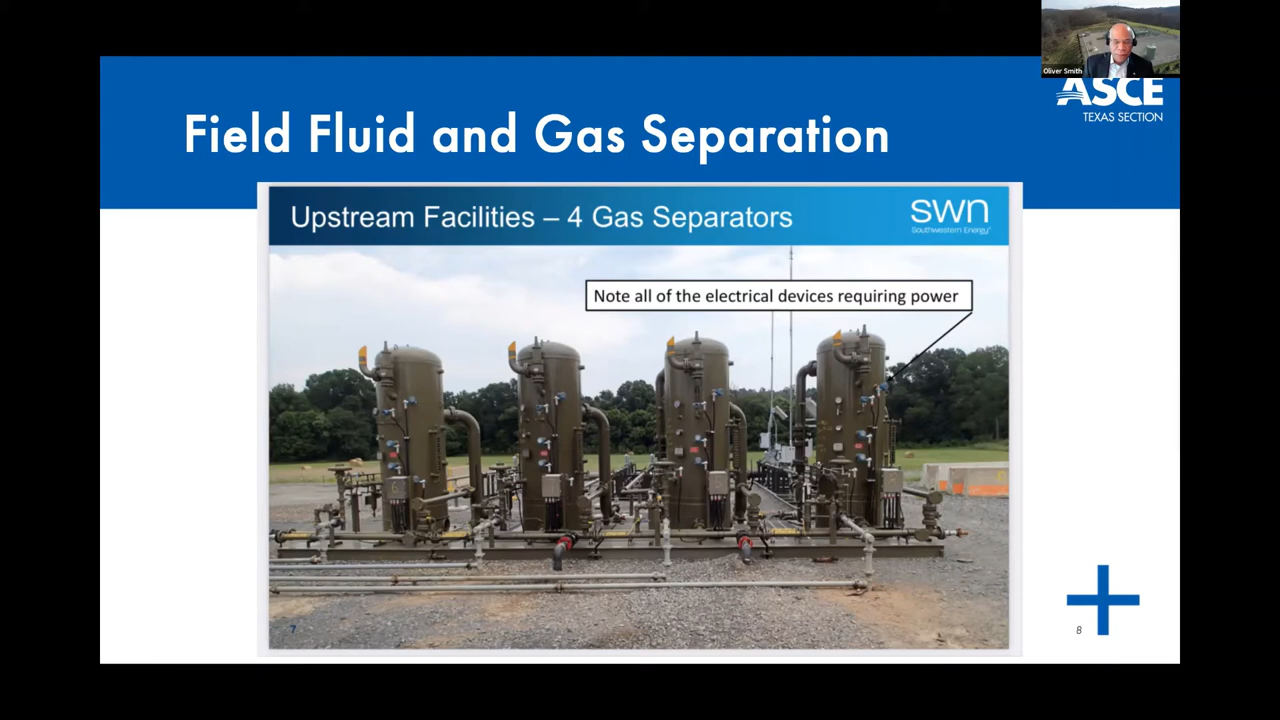 Oliver Smith
ASCE
TEXAS SECTION
Field Fluid and Gas Separation
Upstream Facilities – 4 Gas Separators
swn
Southwestern Energy®
Note all of the electrical devices requiring power
7
8